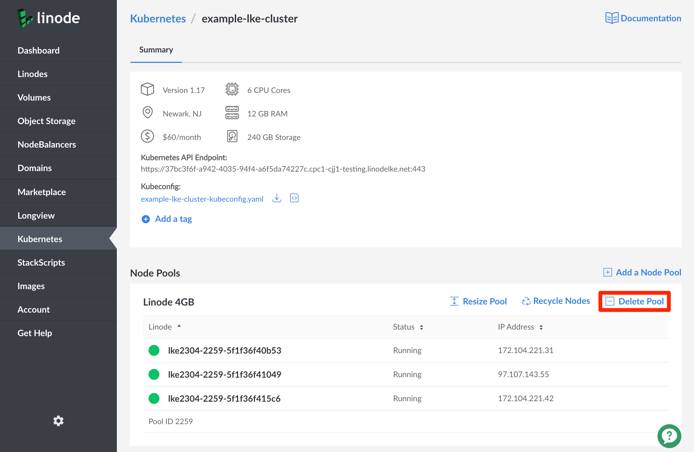 linode
Kubernetes / example-lke-cluster
Documentation
Dashboard
Linodes
Volumes
Object Storage
NodeBalancers
Domains
Marketplace
Longview
Kubernetes
StackScripts
Images
Account
Get Help
Summary
Version 1.17
6 CPU Cores
Newark, NJ
12 GB RAM
$60/month
240 GB Storage
Kubernetes API Endpoint:
https://37bc3f6f-a942-4035-94f4-a6f5da74227c.cpc1-cjj1-testing.linodelke.net:443
Kubeconfig:
example-lke-cluster-kubeconfig.yaml
Add a tag
Node Pools
Add a Node Pool
Linode 4GB
Resize Pool
Recycle Nodes
Delete Pool
Linode
Status
IP Address
lke2304-2259-5f1f36f40b53
Running
172.104.221.31
lke2304-2259-5f1f36f41049
Running
97.107.143.55
lke2304-2259-5f1f36f415c6
Running
172.104.221.42
Pool ID 2259